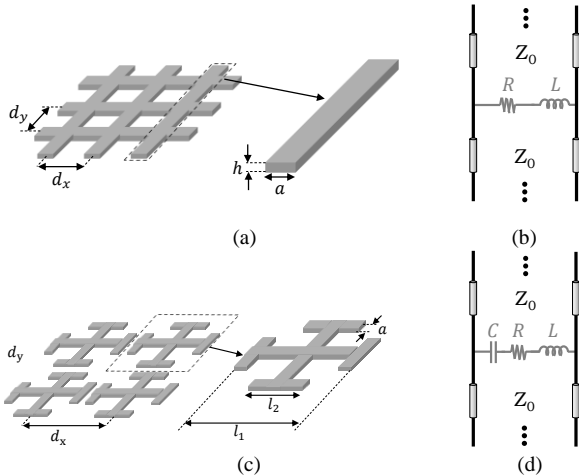 d_y
d_x
h
a
(a)
Z_0
R
L
Z_0
(b)
d_y
d_x
a
l_2
l_1
(c)
Z_0
C
R
L
Z_0
(d)